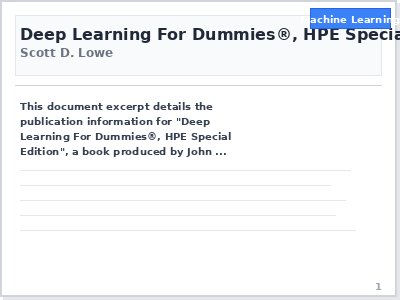 Machine Learning
Deep Learning For Dummies®, HPE Specia
Scott D. Lowe
This document excerpt details the
publication information for "Deep
Learning For Dummies®, HPE Special
Edition", a book produced by John ...
1